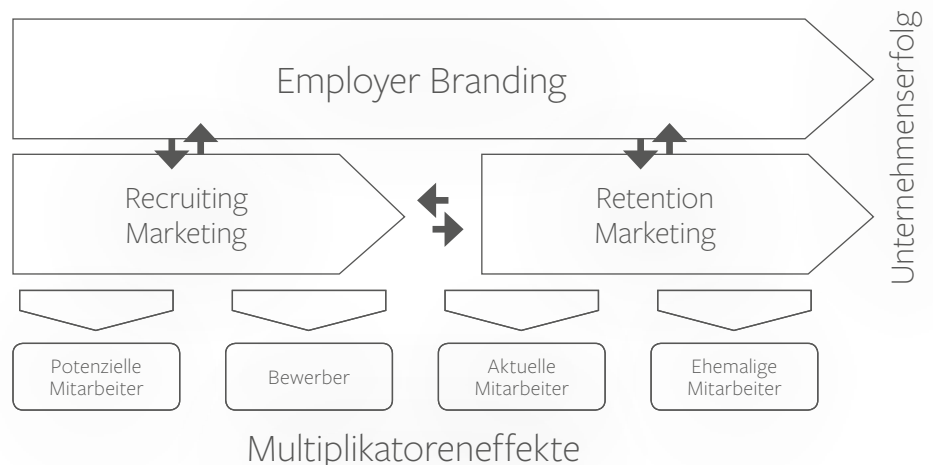 Employer Branding
Unternehmenserfolg
Recruiting
Marketing
Retention
Marketing
Potenzielle
Mitarbeiter
Bewerber
Aktuelle
Mitarbeiter
Ehemalige
Mitarbeiter
Multiplikatoreneffekte